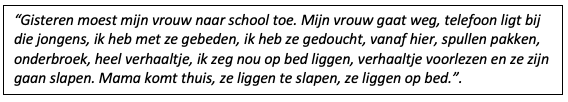 “Gisteren moest mijn vrouw naar school toe. Mijn vrouw gaat weg, telefoon ligt bij
die jongens, ik heb met ze gebeden, ik heb ze gedoucht, vanaf hier, spullen pakken,
onderbroek, heel verhaaltje, ik zeg nou op bed liggen, verhaaltje voorlezen en ze zijn
gaan slapen. Mama komt thuis, ze liggen te slapen, ze liggen op bed.”.